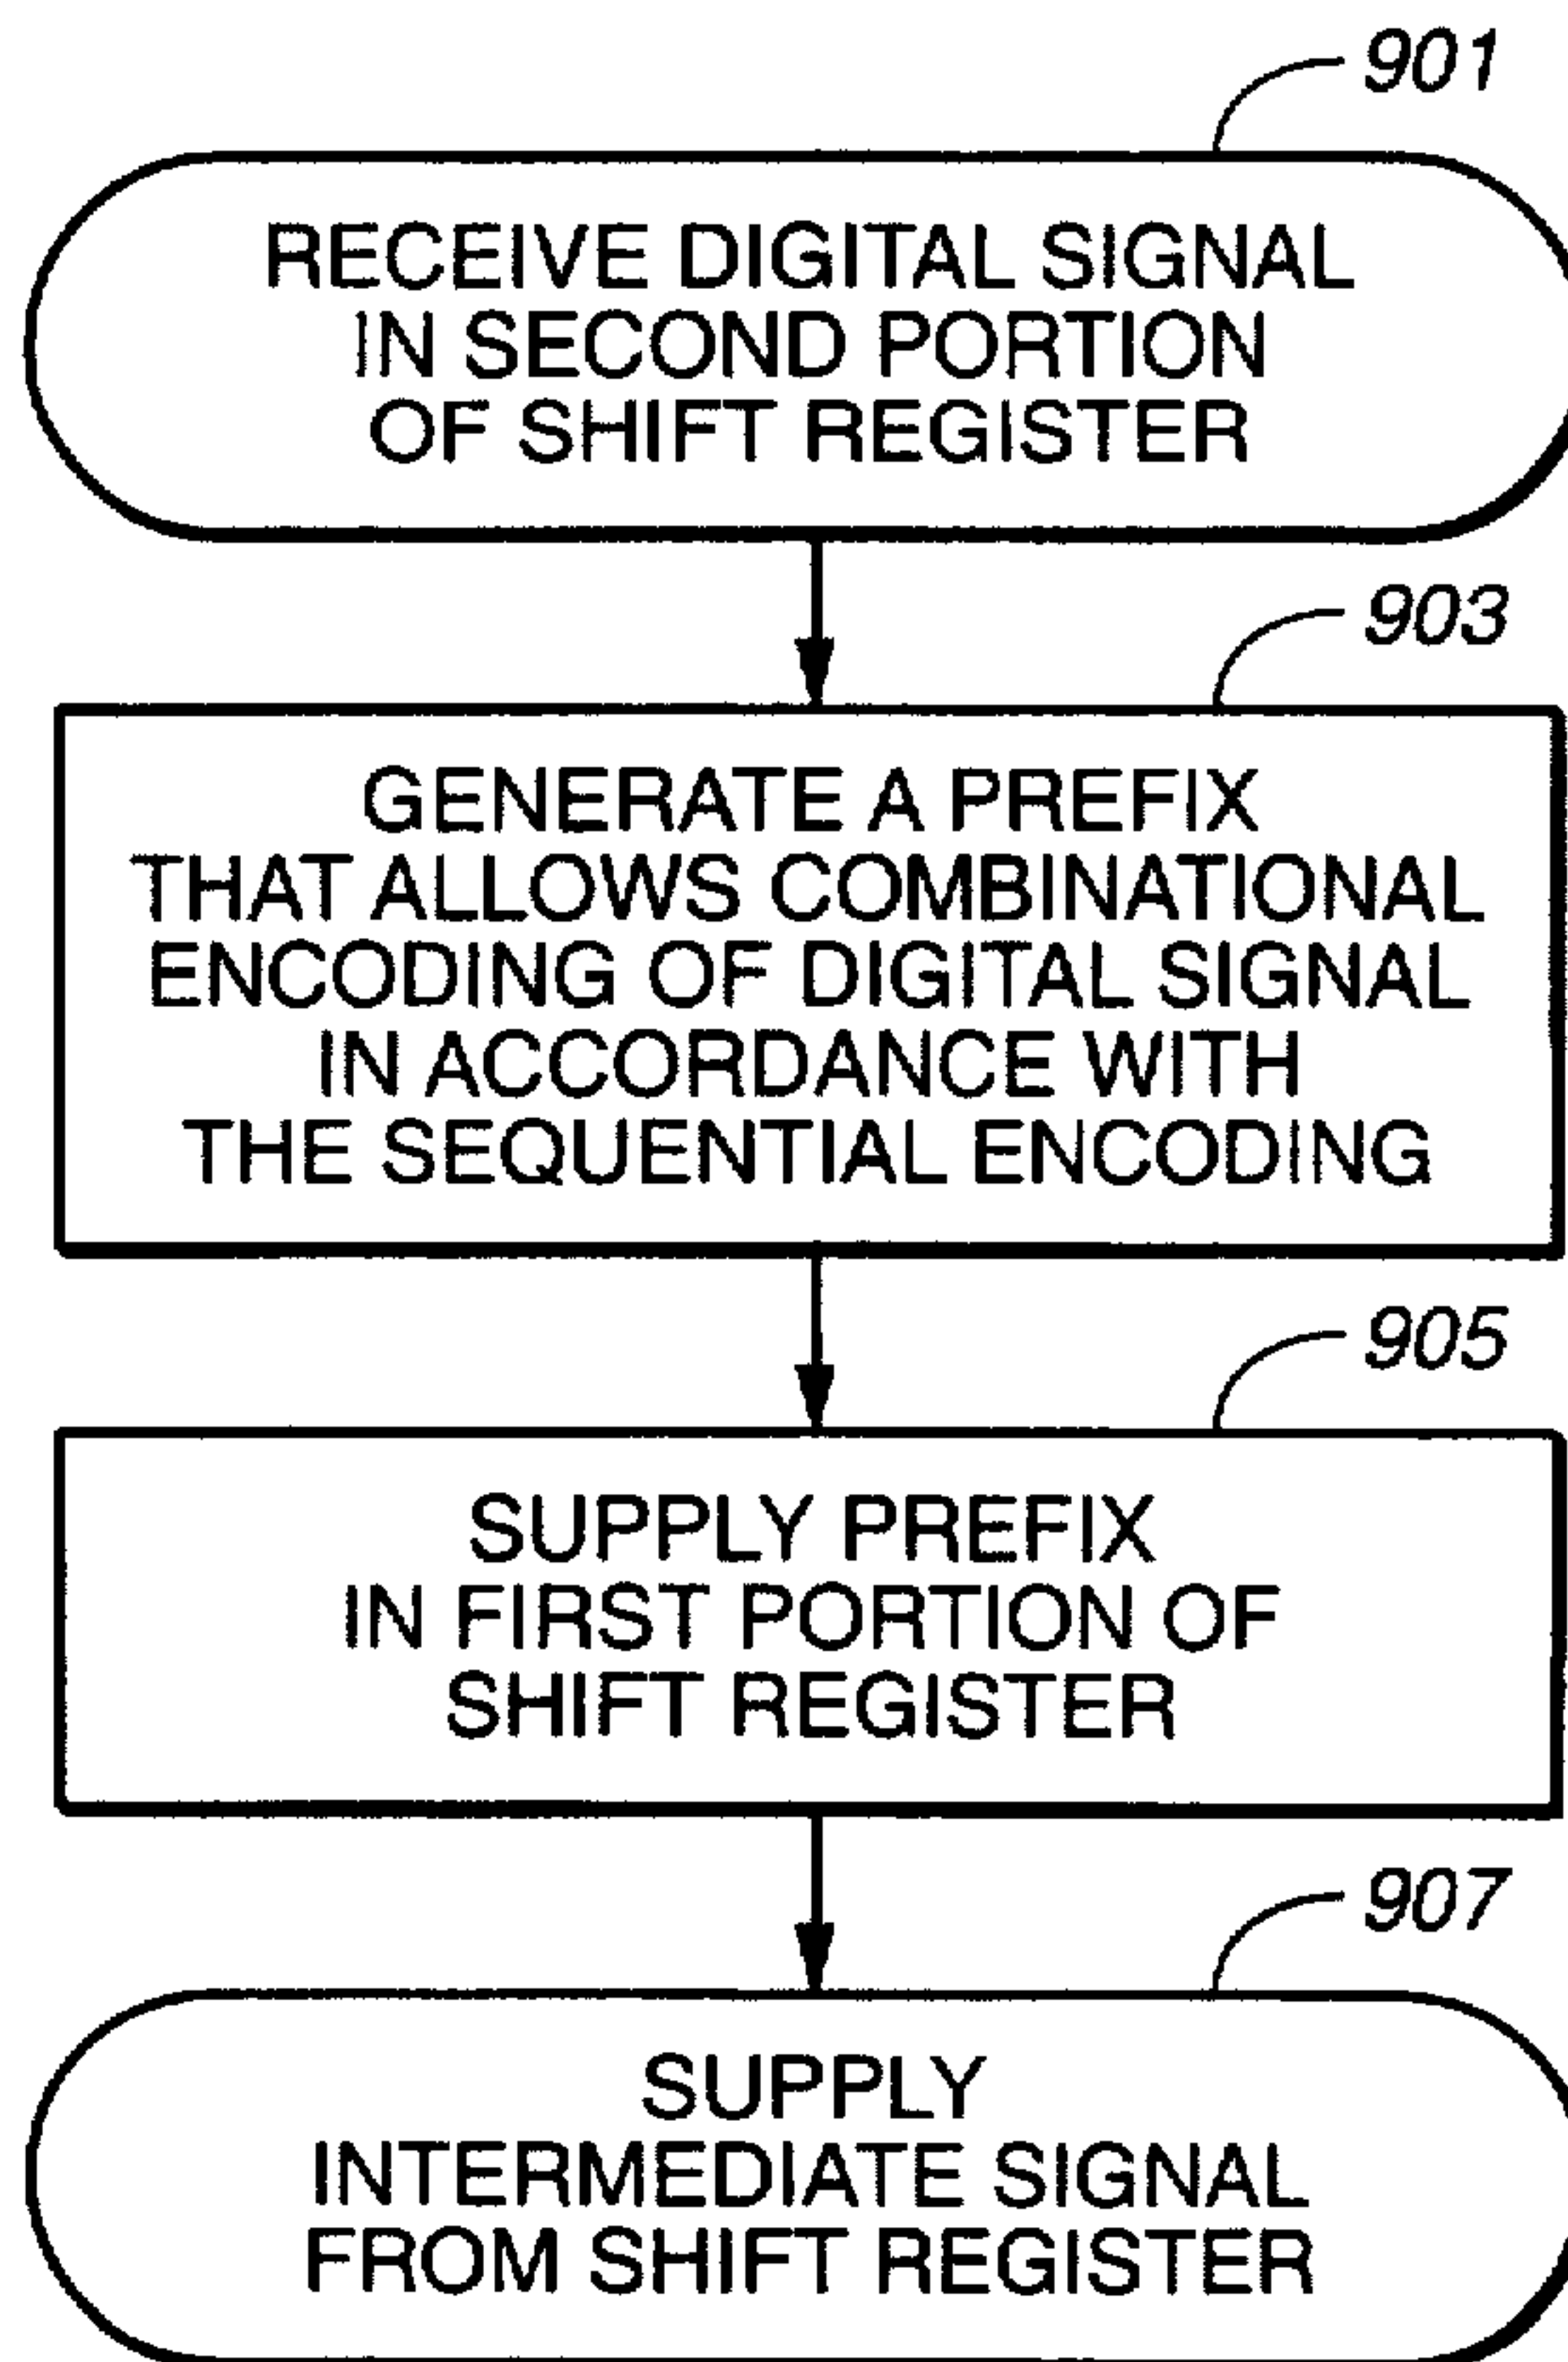 901
RECEIVE DIGITAL SIGNAL
IN SECOND PORTION
OF SHIFT REGISTER
903
GENERATE A PREFIX
THAT ALLOWS COMBINATIONAL
ENCODING OF DIGITAL SIGNAL
IN ACCORDANCE WITH
THE SEQUENTIAL ENCODING
905
SUPPLY PREFIX
IN FIRST PORTION OF
SHIFT REGISTER
907
SUPPLY
INTERMEDIATE SIGNAL
FROM SHIFT REGISTER